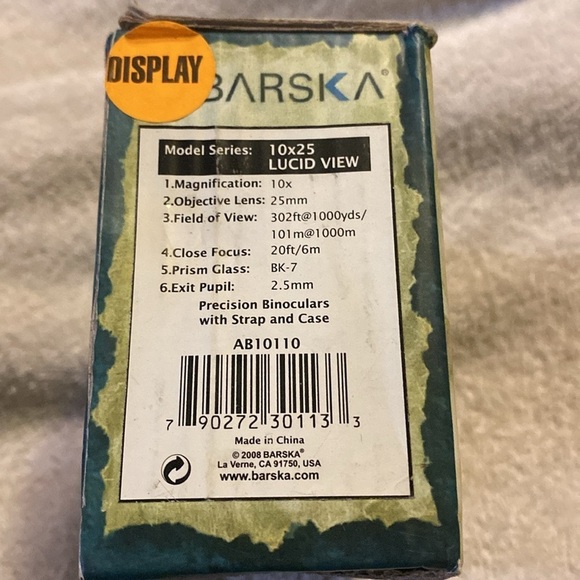 DISPLAY
BARSKA®
Model Series: 10x25
LUCID VIEW
1.Magnification: 10x
2.Objective Lens: 25mm
3.Field of View: 302ft@1000yds/
101m@1000m
4.Close Focus: 20ft/6m
5.Prism Glass: BK-7
6.Exit Pupil: 2.5mm
Precision Binoculars
with Strap and Case
AB10110
7 90272 30113 3
Made in China
© 2008 BARSKA®
La Verne, CA 91750, USA
www.barska.com